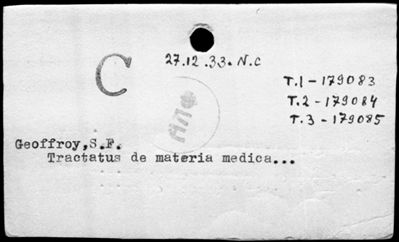 27.12.33. N.C
C
T.1-179083
T.2-179084
T.3-179085
Geoffroy,S.F.
Tractatus de materia medica...